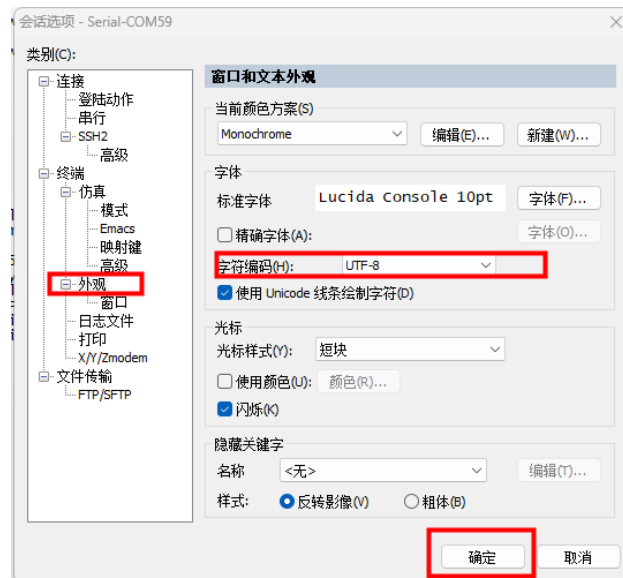 会话选项 - Serial-COM59
类别(C):
连接
登陆动作
串行
SSH2
高级
终端
仿真
模式
Emacs
映射键
高级
外观
窗口
日志文件
打印
X/Y/Zmodem
文件传输
FTP/SFTP
窗口和文本外观
当前颜色方案(S)
Monochrome 编辑(E)... 新建(W)...
字体
标准字体 Lucida Console 10pt 字体(F)...
精确字体(A): 字体(O)...
字符编码(H): UTF-8
使用 Unicode 线条绘制字符(D)
光标
光标样式(Y): 短块
使用颜色(U): 颜色(R)...
闪烁(K)
隐藏关键字
名称 <无> 编辑(T)...
样式: 反转影像(V) 粗体(B)
确定 取消